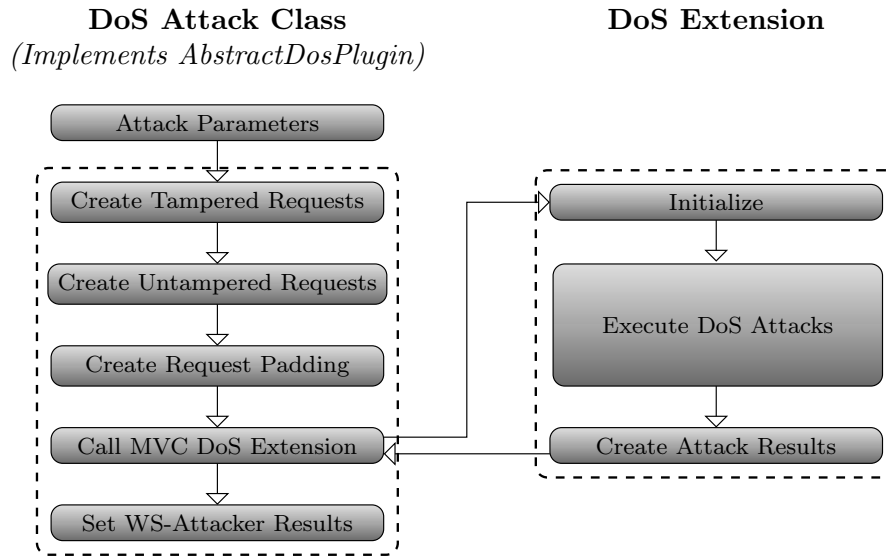 DoS Attack Class
(Implements AbstractDosPlugin)
Attack Parameters
Create Tampered Requests
Create Untampered Requests
Create Request Padding
Call MVC DoS Extension
Set WS-Attacker Results
DoS Extension
Initialize
Execute DoS Attacks
Create Attack Results